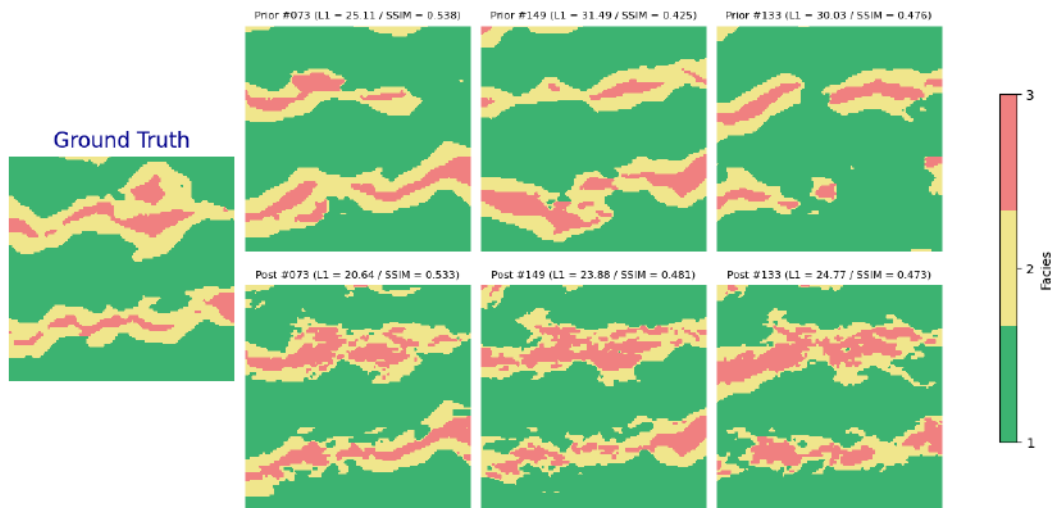 Prior #073 (L1 = 25.11 / SSIM = 0.538)
Prior #149 (L1 = 31.49 / SSIM = 0.425)
Prior #133 (L1 = 30.03 / SSIM = 0.476)
Ground Truth
Post #073 (L1 = 20.64 / SSIM = 0.533)
Post #149 (L1 = 23.88 / SSIM = 0.481)
Post #133 (L1 = 24.77 / SSIM = 0.473)
3
2
1
Facies